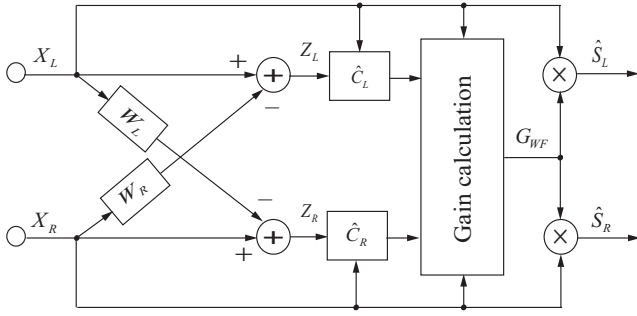 X_L
+
+
−
Z_L
Ĉ_L
Ŝ_L
×
W_L
W_R
Gain calculation
G_WF
X_R
−
+
+
Z_R
Ĉ_R
×
Ŝ_R